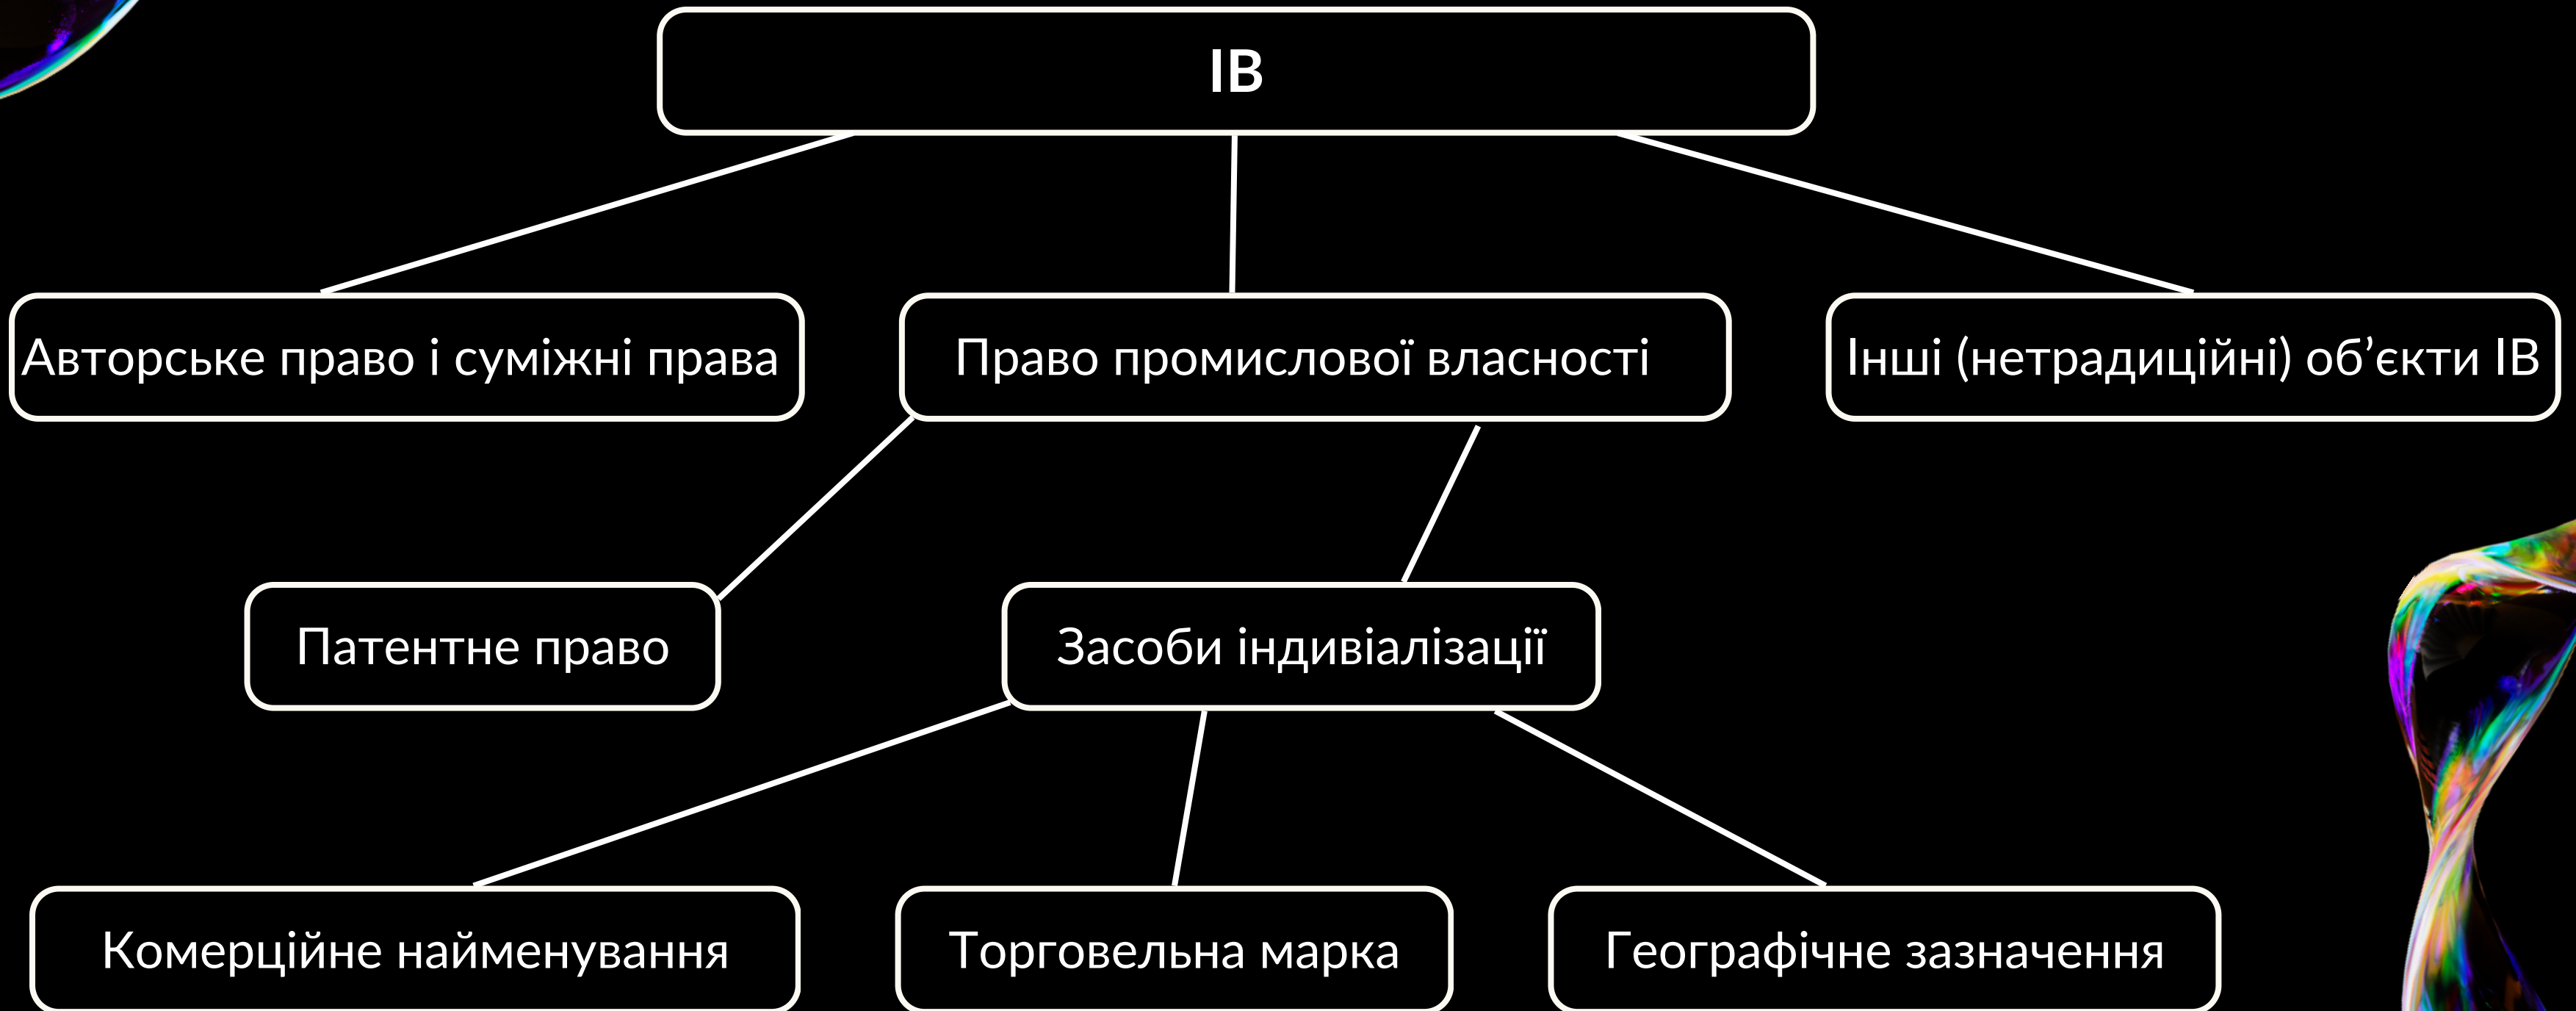 ІВ
Авторське право і суміжні права
Право промислової власності
Інші (нетрадиційні) об’єкти ІВ
Патентне право
Засоби індивіалізації
Комерційне найменування
Торговельна марка
Географічне зазначення